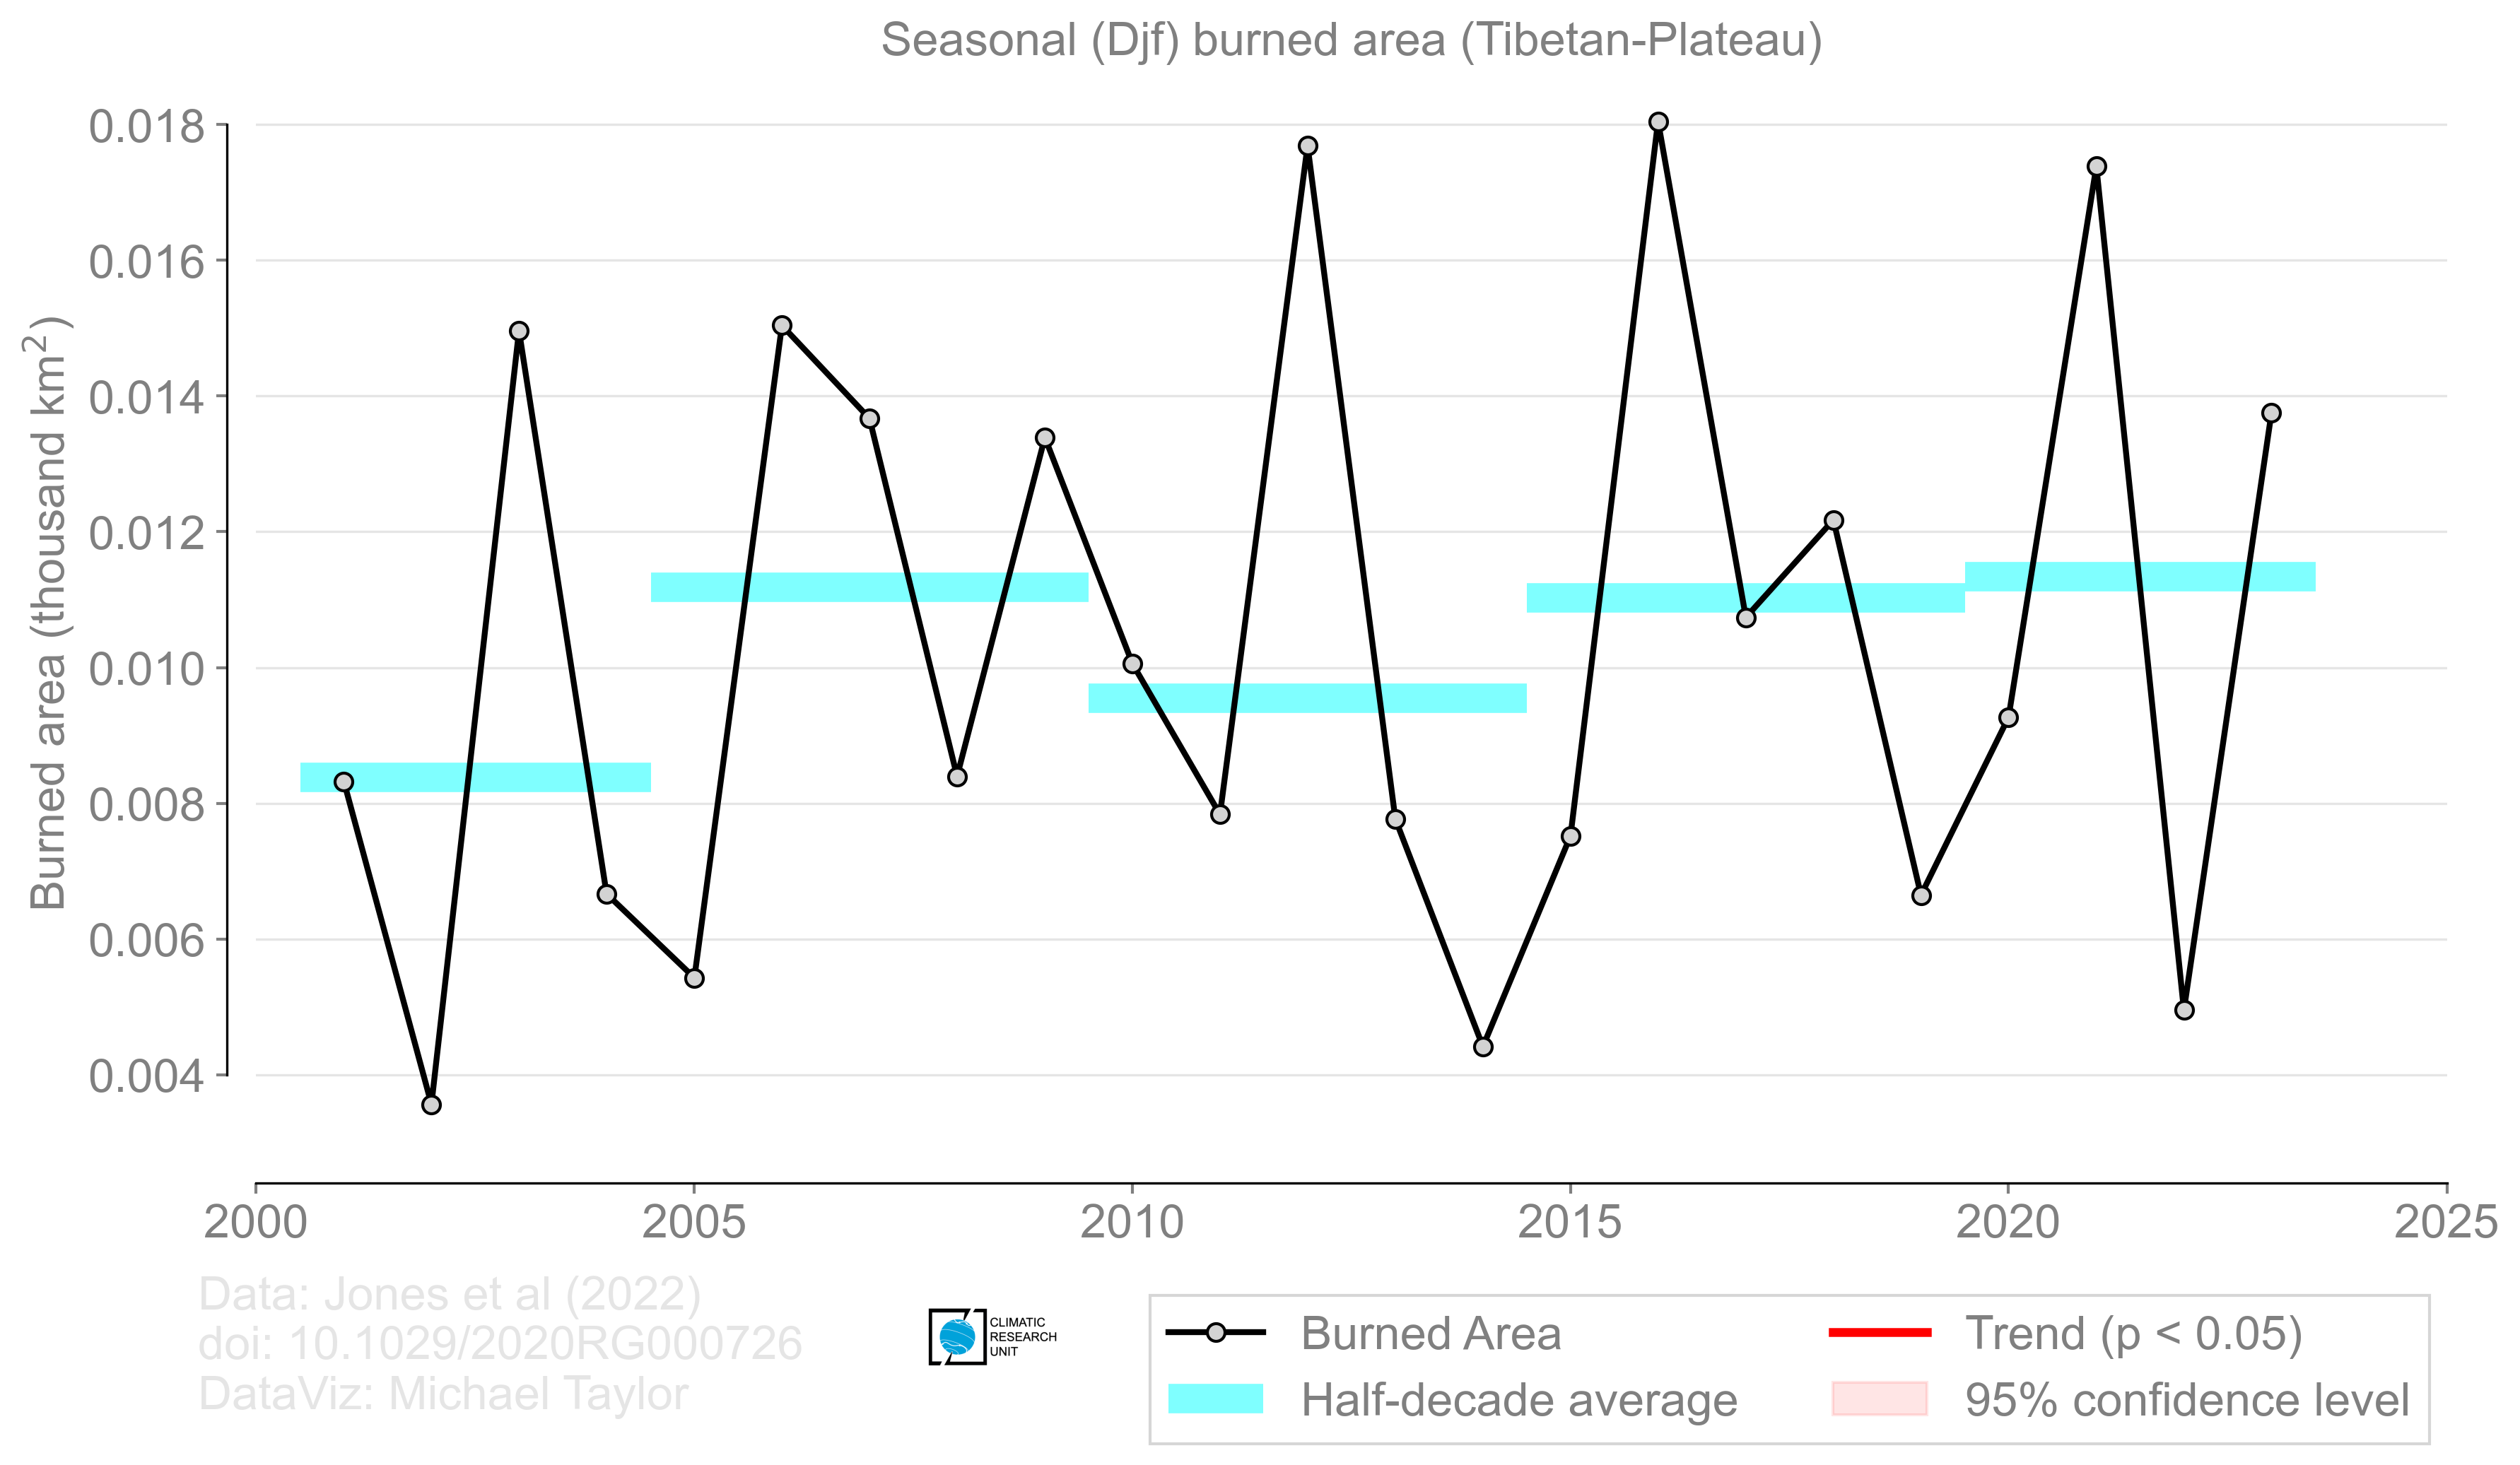 Seasonal (Djf) burned area (Tibetan-Plateau)
Burned area (thousand km²)
0.018
0.016
0.014
0.012
0.010
0.008
0.006
0.004
2000 2005 2010 2015 2020 2025
Data: Jones et al (2022)
doi: 10.1029/2020RG000726
DataViz: Michael Taylor
CLIMATIC
RESEARCH
UNIT
Burned Area
Half-decade average
Trend (p < 0.05)
95% confidence level